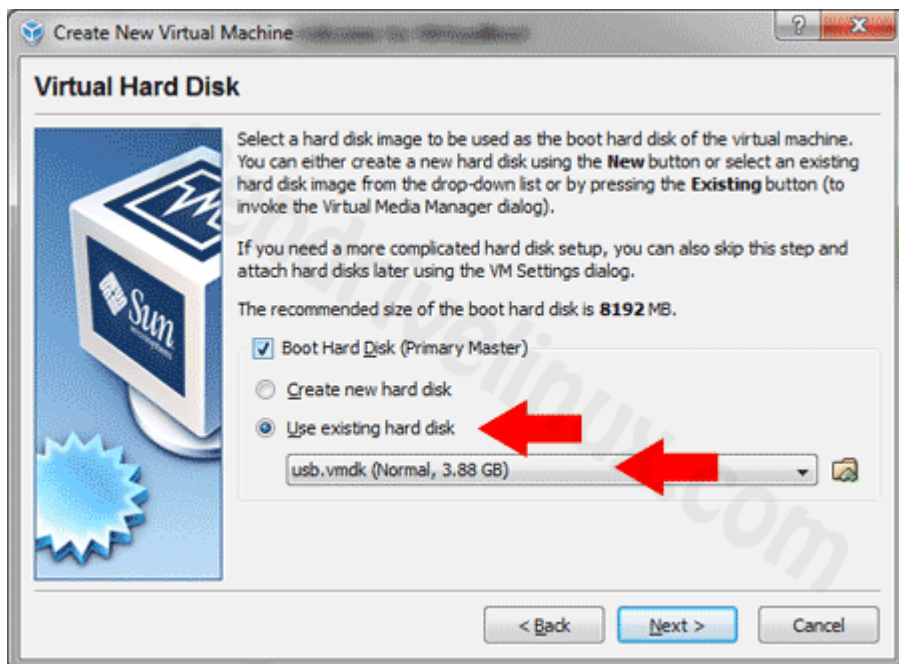 Create New Virtual Machine
?
X
Virtual Hard Disk
Select a hard disk image to be used as the boot hard disk of the virtual machine.
You can either create a new hard disk using the New button or select an existing
hard disk image from the drop-down list or by pressing the Existing button (to
invoke the Virtual Media Manager dialog).
If you need a more complicated hard disk setup, you can also skip this step and
attach hard disks later using the VM Settings dialog.
The recommended size of the boot hard disk is 8192 MB.
Boot Hard Disk (Primary Master)
Create new hard disk
Use existing hard disk
usb.vmdk (Normal, 3.88 GB)
Sun
microsystems
pendrivelinux.com
< Back
Next >
Cancel